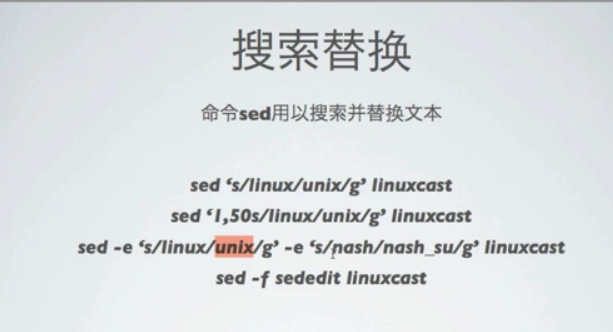 搜索替换
命令sed用以搜索并替换文本
sed ‘s/linux/unix/g’ linuxcast
sed ‘1,50s/linux/unix/g’ linuxcast
sed -e ‘s/linux/unix/g’ -e ‘s/nash/nash_su/g’ linuxcast
sed -f sededit linuxcast